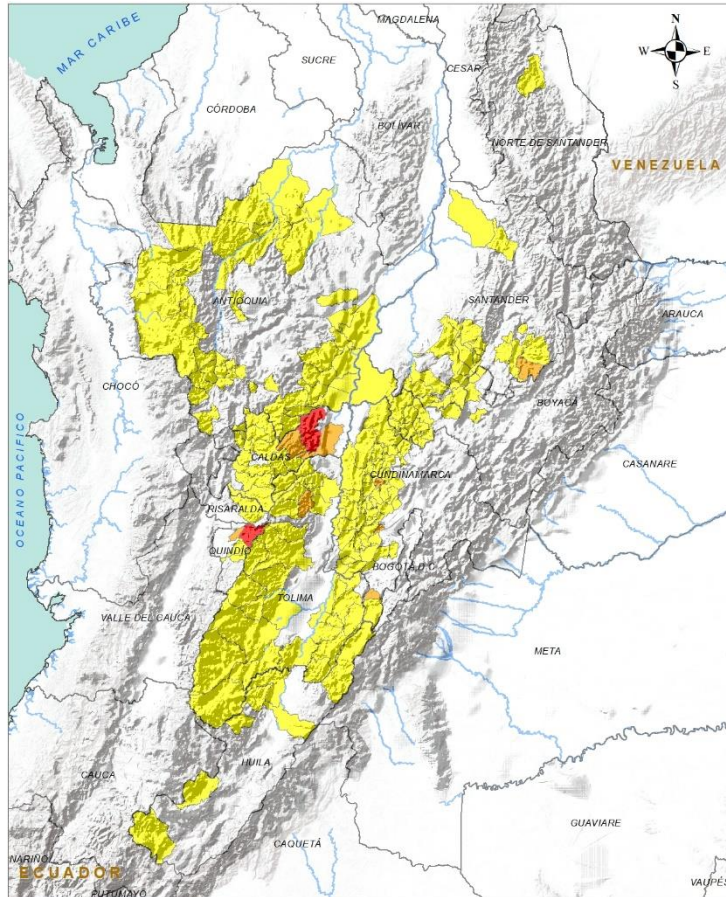 MAGDALENA
N
W
E
S
MAR CARIBE
SUCRE
CESAR
CÓRDOBA
BOLÍVAR
NORTE DE SANTANDER
VENEZUELA
ANTIOQUIA
SANTANDER
ARAUCA
CHOCÓ
BOYACÁ
OCEANO PACIFICO
CALDAS
CUNDINAMARCA
CASANARE
RISARALDA
QUINDIO
BOGOTÁ D.C.
TOLIMA
VALLE DEL CAUCA
META
HUILA
CAUCA
GUAVIARE
CAQUETÁ
NARIÑO
ECUADOR
PUTUMAYO
VAUPÉS